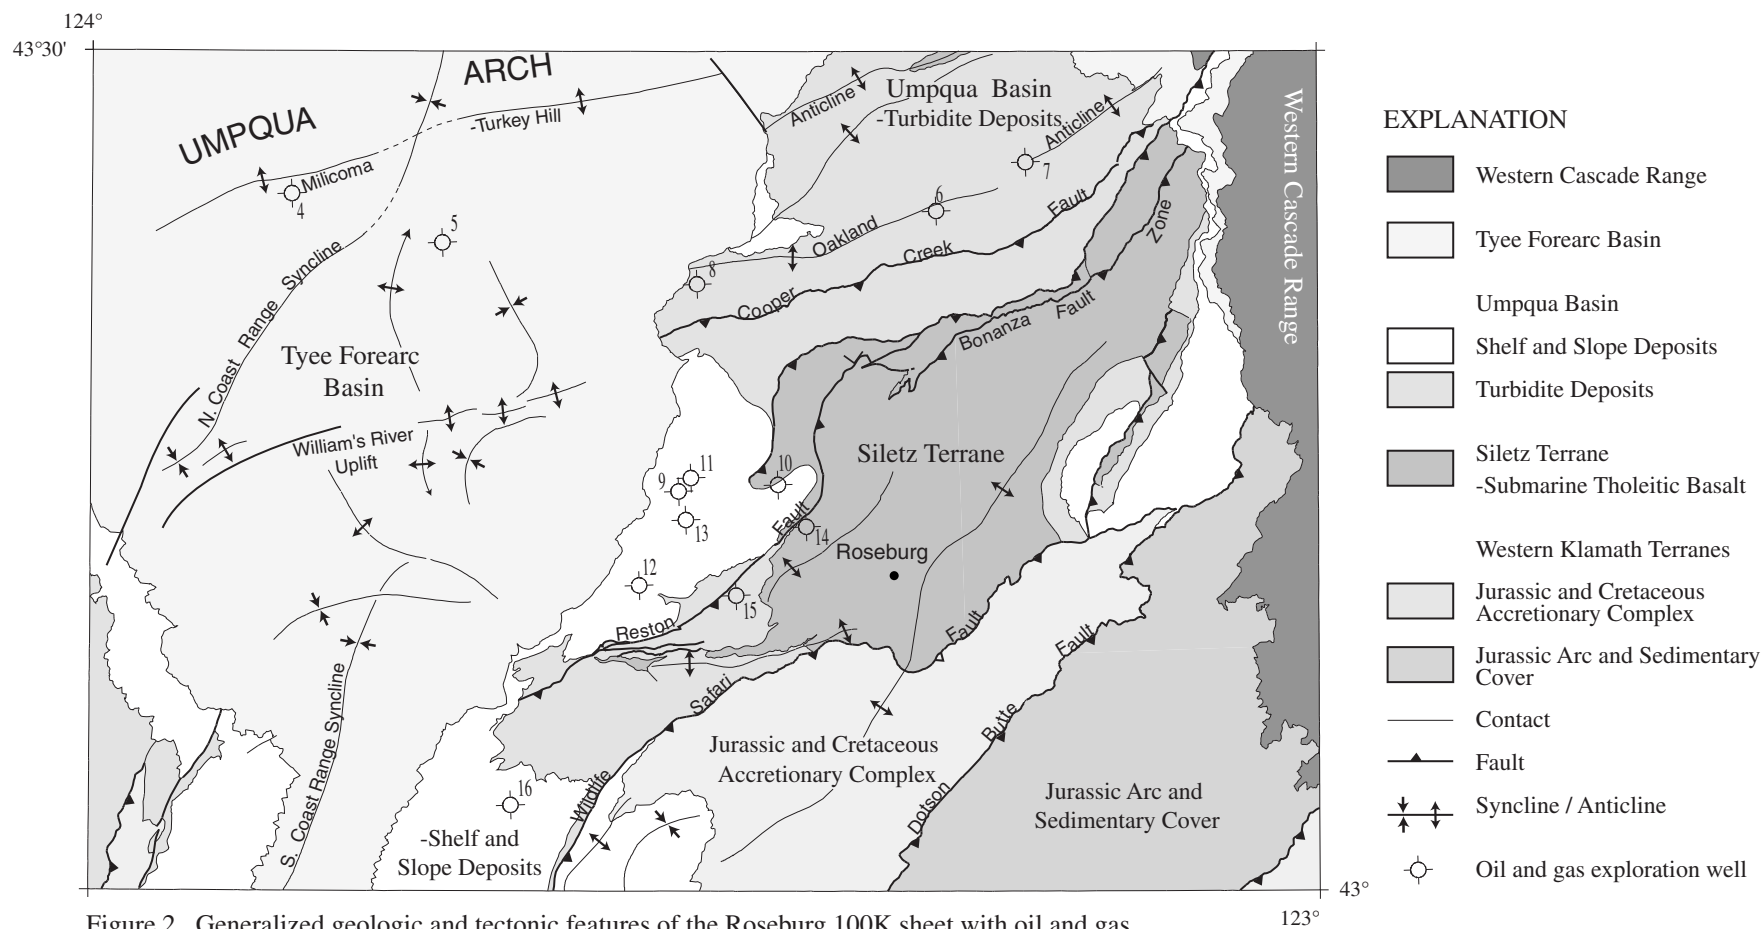 124°
43°30'
UMPQUA
ARCH
-Turkey Hill
Milicoma
4
5
N. Coast Range Syncline
Tyee Forearc
Basin
William's River
Uplift
S. Coast Range Syncline
Anticline
Umpqua Basin
-Turbidite Deposits
Anticline
7
6
Oakland
8
Cooper Creek Fault
Bonanza Fault Zone
Western Cascade Range
Siletz Terrane
11
9
10
13
12
14
15
Roseburg
Reston Fault
Wildlife Safari Fault
Jurassic and Cretaceous
Accretionary Complex
Dotson Butte Fault
Jurassic Arc and
Sedimentary Cover
16
-Shelf and
Slope Deposits
43°
123°
EXPLANATION
Western Cascade Range
Tyee Forearc Basin
Umpqua Basin
Shelf and Slope Deposits
Turbidite Deposits
Siletz Terrane
-Submarine Tholeitic Basalt
Western Klamath Terranes
Jurassic and Cretaceous
Accretionary Complex
Jurassic Arc and Sedimentary
Cover
Contact
Fault
Syncline / Anticline
Oil and gas exploration well
Figure 2. Generalized geologic and tectonic features of the Roseburg 100K sheet with oil and gas